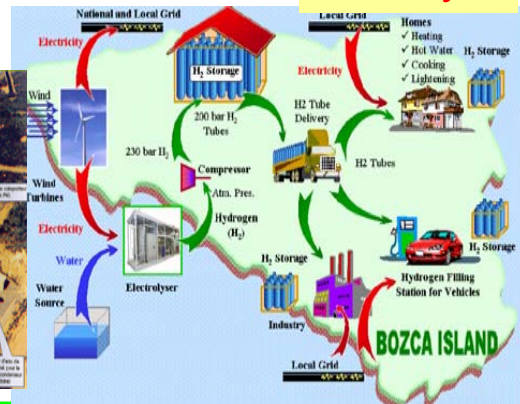 National and Local Grid
Local Grid
Homes
✓ Heating
✓ Hot Water
✓ Cooking
✓ Lightening
H₂ Storage
Electricity
H₂ Storage
Electricity
Wind
200 bar H₂
Tubes
H2 Tube
Delivery
230 bar H₂
Compressor
H2 Tubes
Atm. Pres.
Wind
Turbines
Hydrogen
(H₂)
Electricity
H₂ Storage
Water
H₂ Storage
Electrolyser
Water
Source
Hydrogen Filling
Station for Vehicles
Industry
BOZCA ISLAND
Local Grid